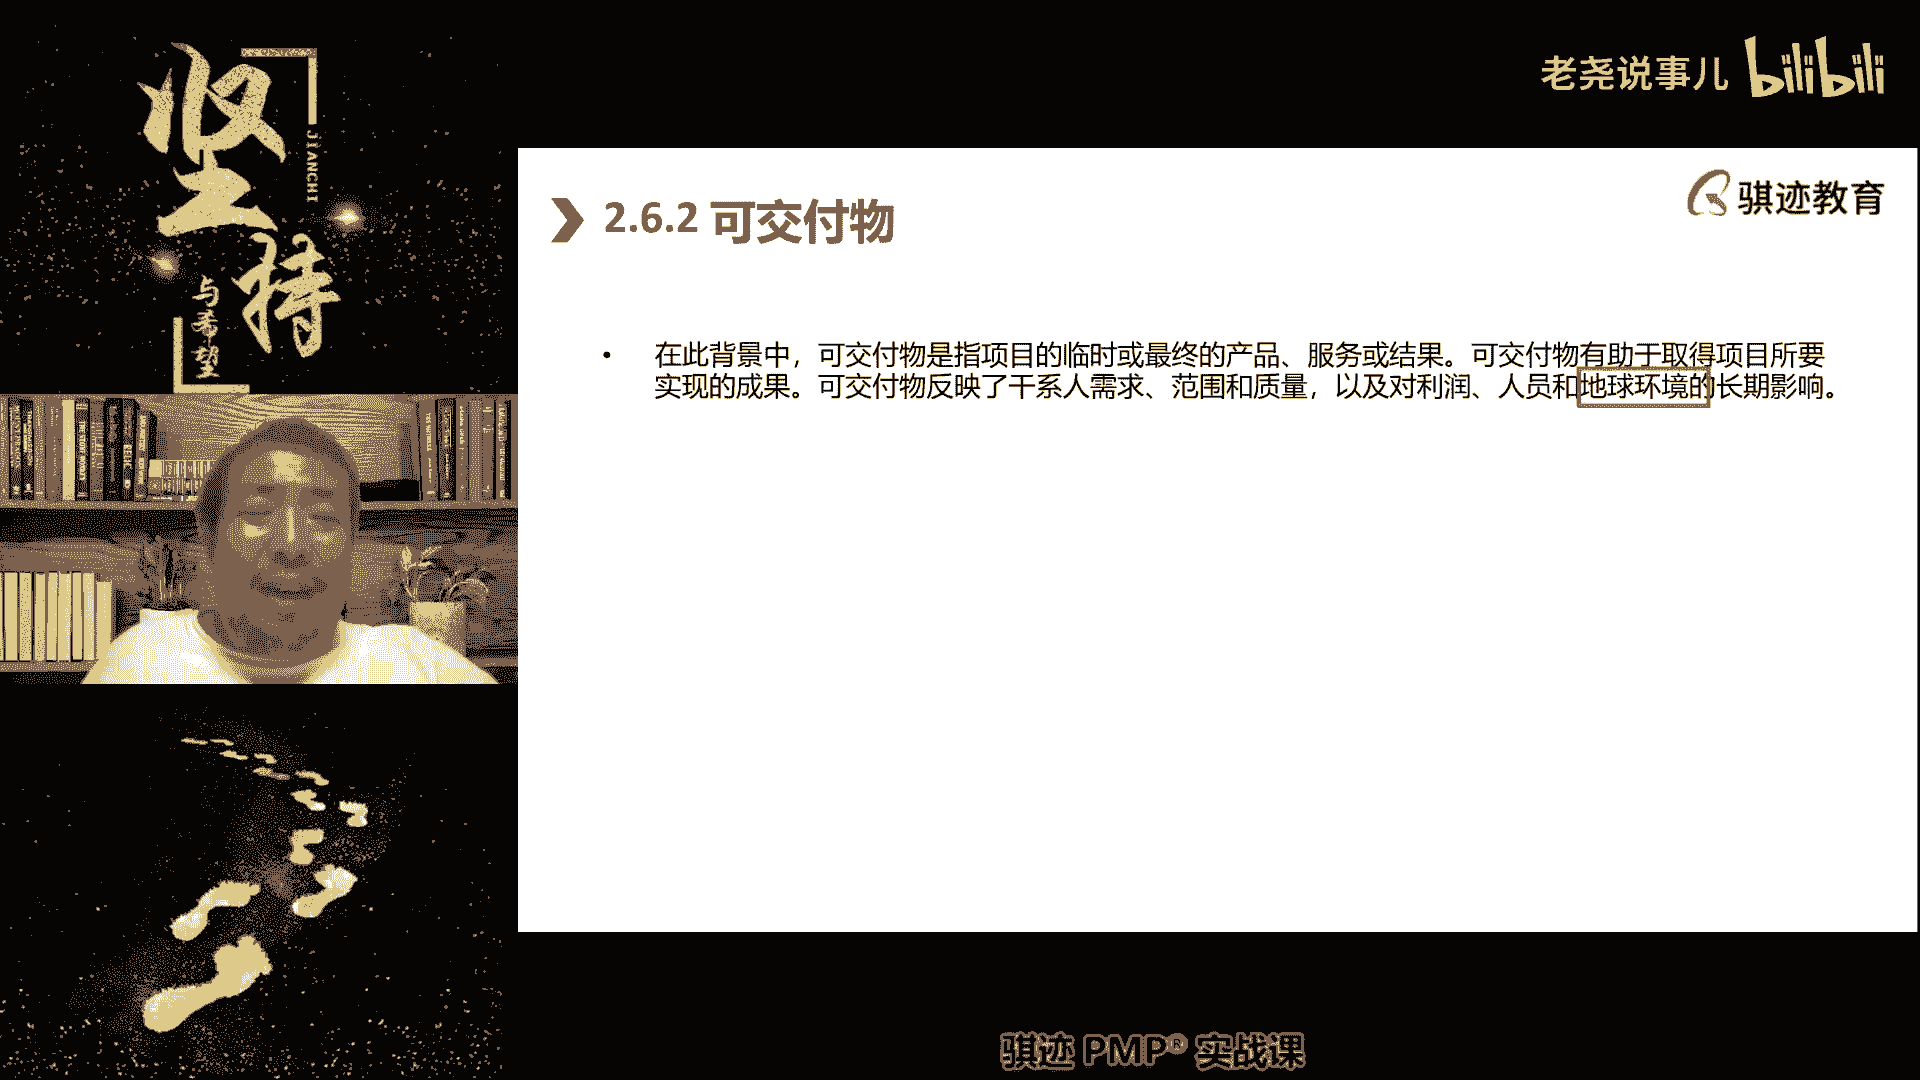 坚持
JIANCHI
与希望
老尧说事儿 bilibili
骐迹教育
2.6.2 可交付物
• 在此背景中，可交付物是指项目的临时或最终的产品、服务或结果。可交付物有助于取得项目所要
实现的成果。可交付物反映了干系人需求、范围和质量，以及对利润、人员和地球环境的长期影响。
骐迹 PMP® 实战课